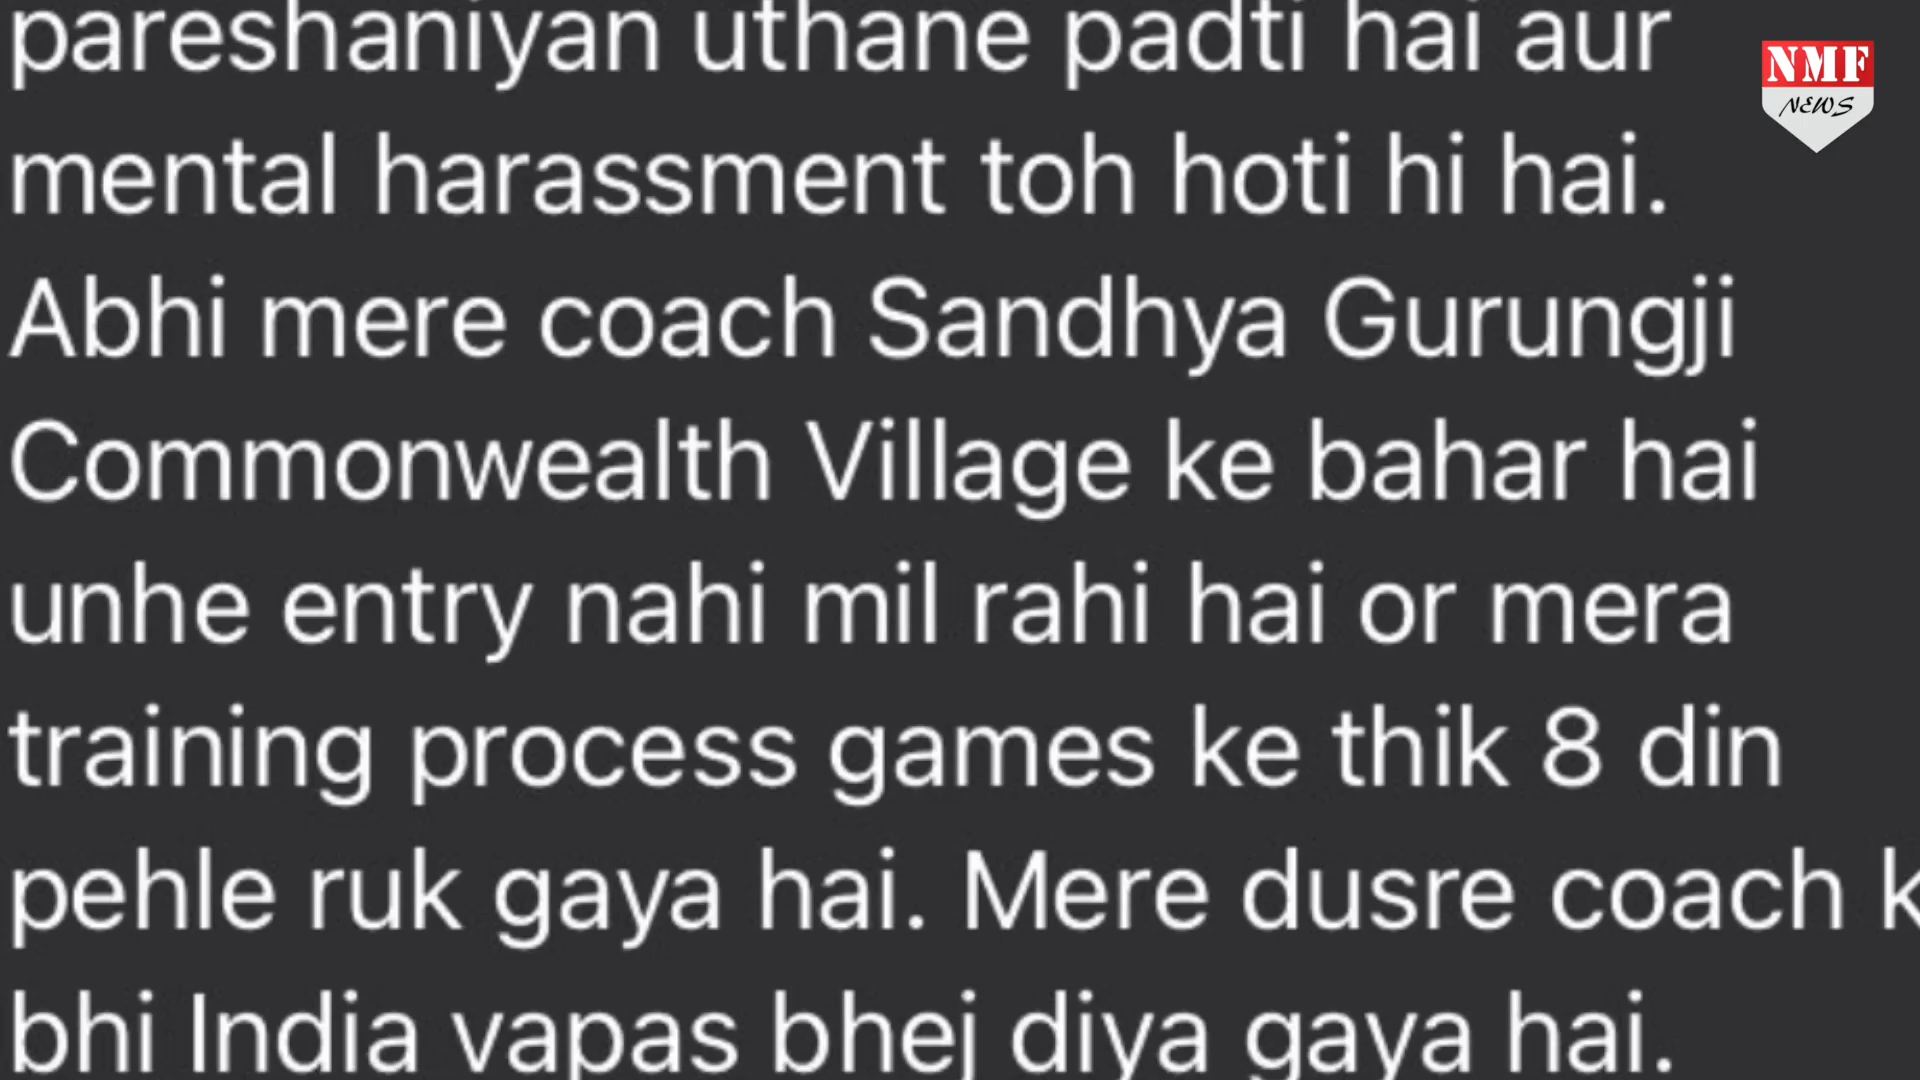 pareshaniyan uthane padti hai aur
mental harassment toh hoti hi hai.
Abhi mere coach Sandhya Gurungji
Commonwealth Village ke bahar hai
unhe entry nahi mil rahi hai or mera
training process games ke thik 8 din
pehle ruk gaya hai. Mere dusre coach k
bhi India vapas bhej diya gaya hai.
NMF
NEWS